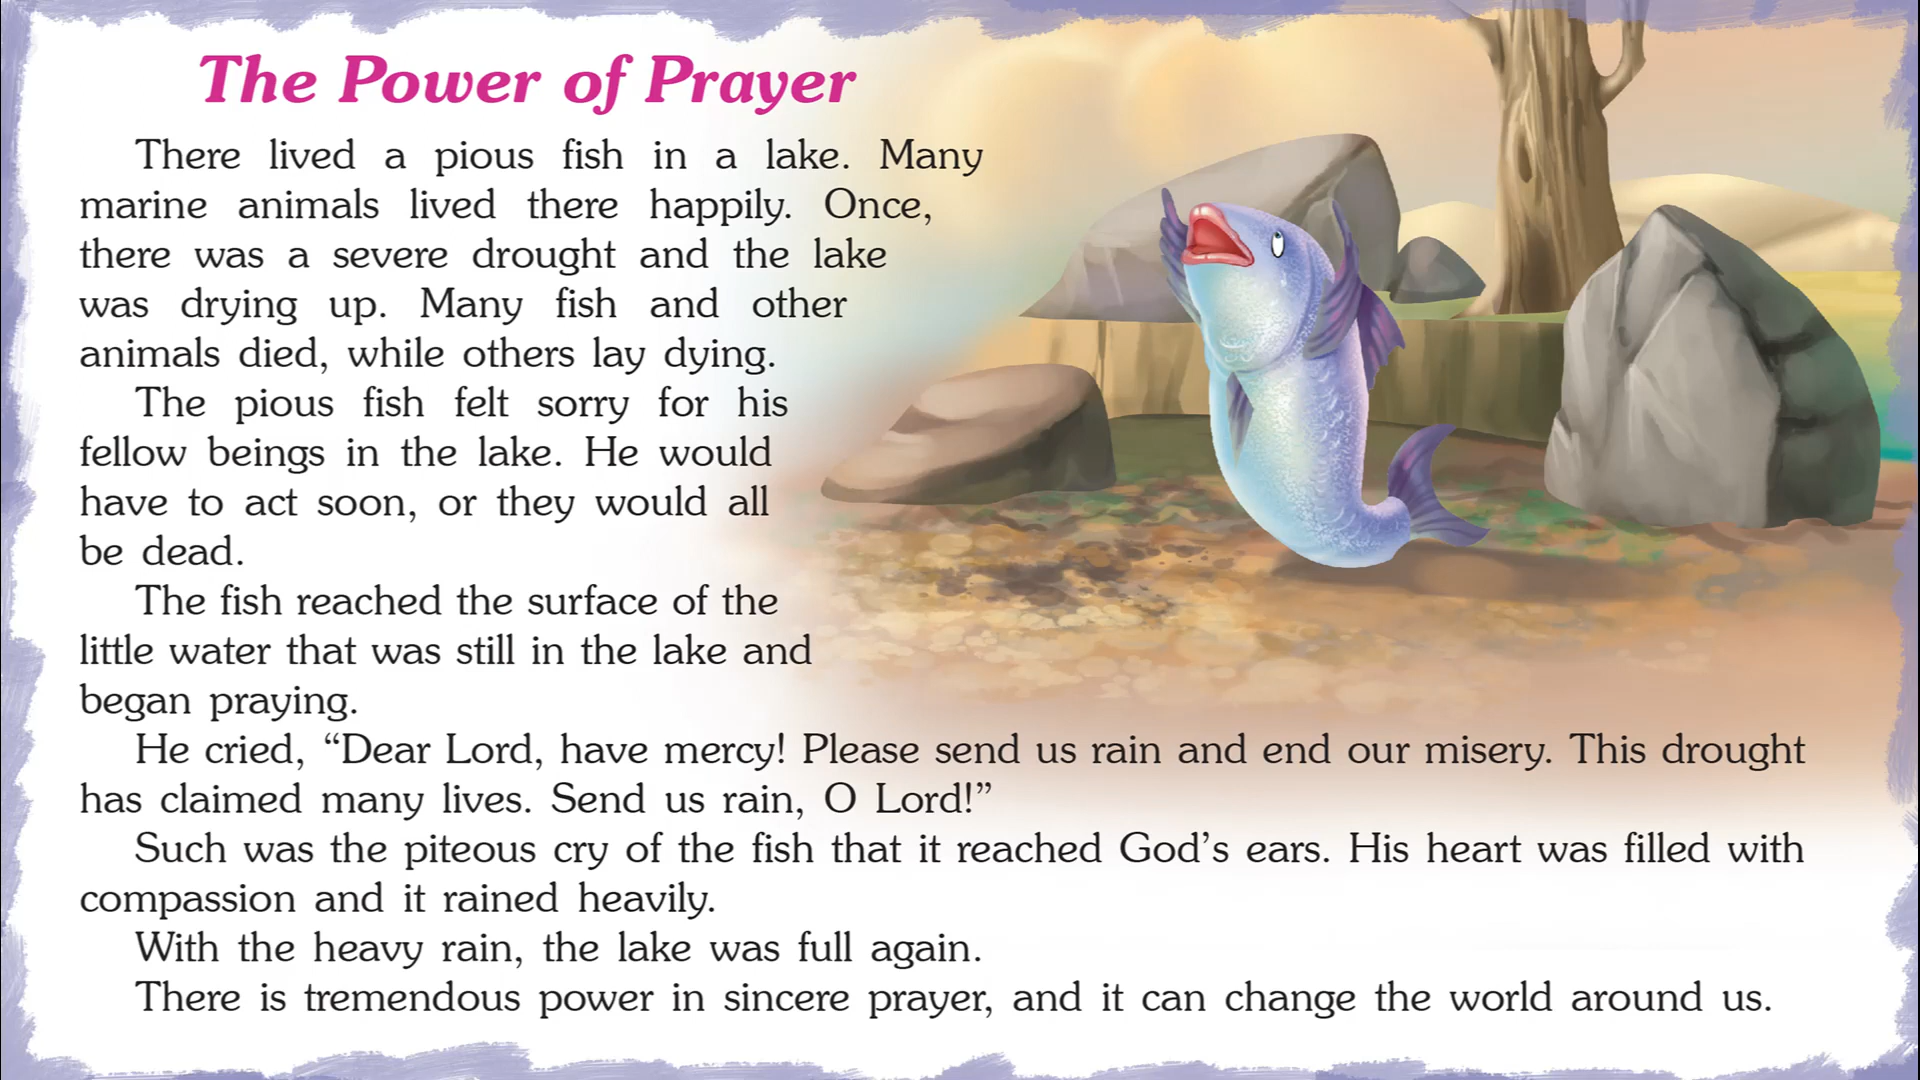 The Power of Prayer
There lived a pious fish in a lake. Many
marine animals lived there happily. Once,
there was a severe drought and the lake
was drying up. Many fish and other
animals died, while others lay dying.
The pious fish felt sorry for his
fellow beings in the lake. He would
have to act soon, or they would all
be dead.
The fish reached the surface of the
little water that was still in the lake and
began praying.
He cried, “Dear Lord, have mercy! Please send us rain and end our misery. This drought
has claimed many lives. Send us rain, O Lord!”
Such was the piteous cry of the fish that it reached God’s ears. His heart was filled with
compassion and it rained heavily.
With the heavy rain, the lake was full again.
There is tremendous power in sincere prayer, and it can change the world around us.